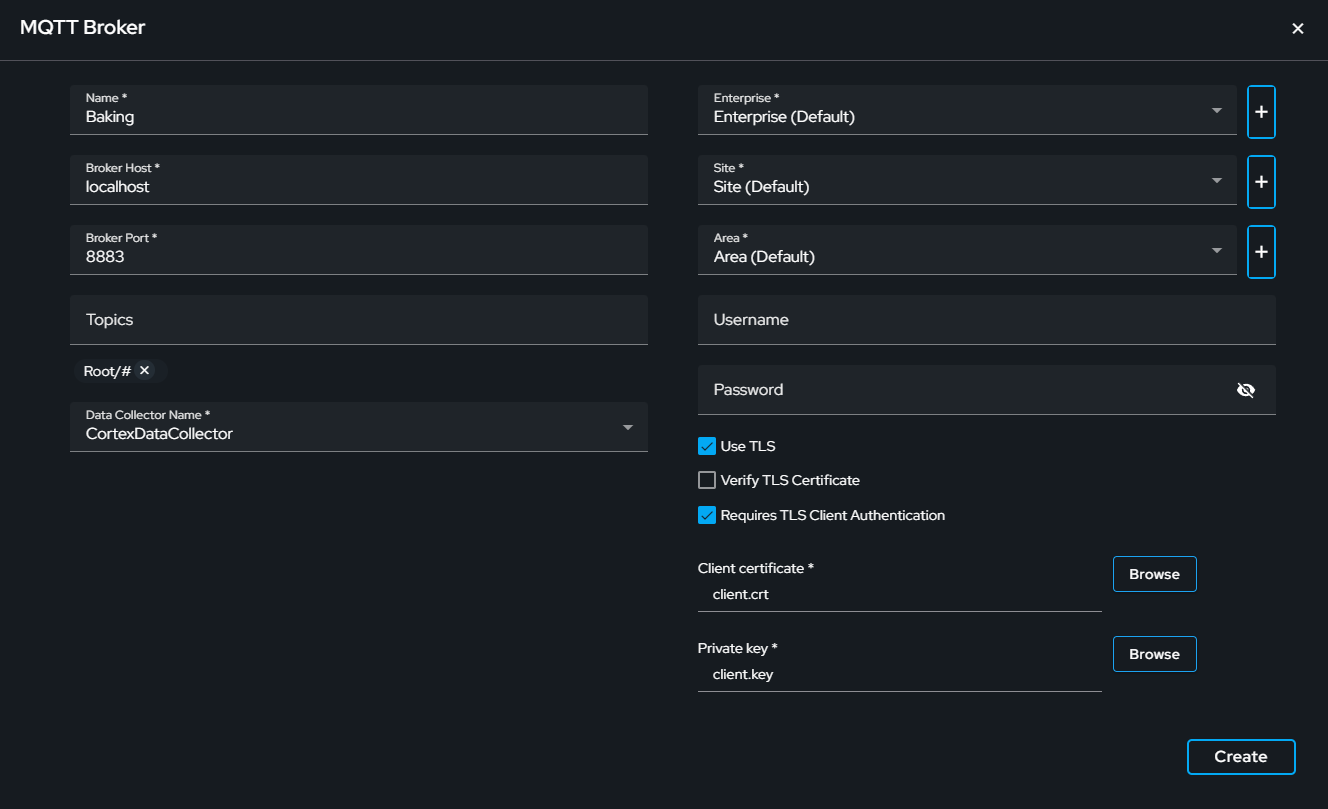 MQTT Broker
Name *
Baking
Broker Host *
localhost
Broker Port *
8883
Topics
Root/#
Data Collector Name *
CortexDataCollector
Enterprise *
Enterprise (Default)
Site *
Site (Default)
Area *
Area (Default)
Username
Password
Use TLS
Verify TLS Certificate
Requires TLS Client Authentication
Client certificate *
client.crt
Browse
Private key *
client.key
Browse
Create